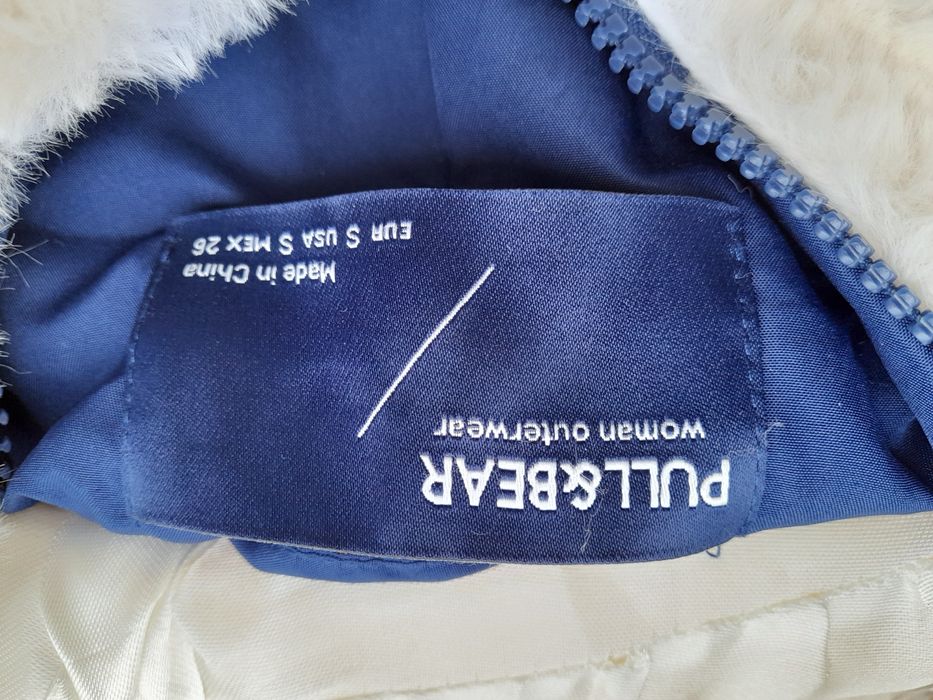 PULL&BEAR
woman outerwear
Made in China
EUR S USA S MEX 26